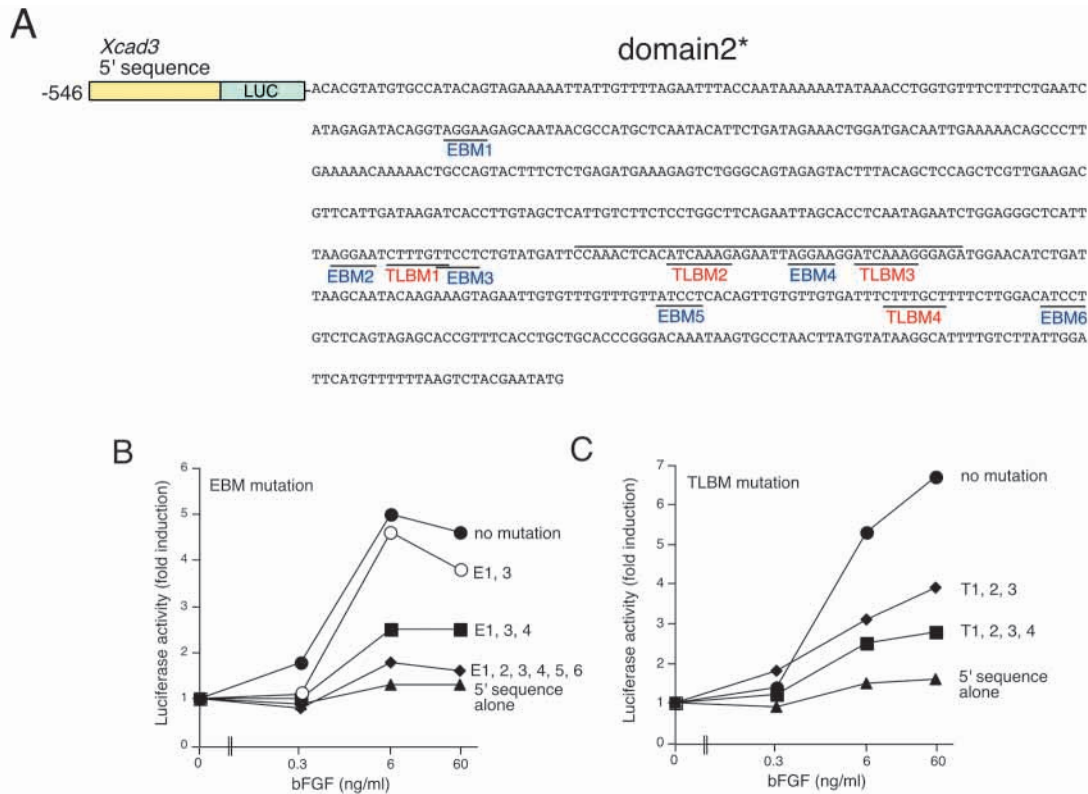 A
Xcad3
5' sequence
domain2*
-546
LUC
ACACGTATGTGCCATACAGTAGAAAAATTATTGTTTTAGAATTTACCAATAAAAAATATAAACCTGGTGTTTCTTTCTGAATC
ATAGAGATACAGGTAGGAAGAGCAATAACGCCATGCTCAATACATTCTGATAGAAACTGGATGACAATTGAAAAACAGCCCTT
EBM1
GAAAAACAAAAACTGCCAGTACTTTCTCTGAGATGAAAGAGTCTGGGCAGTAGAGTACTTTACAGCTCCAGCTCGTTGAAGAC
GTTCATTGATAAGATCACCTTGTAGCTCATTGTCTTCTCCTGGCTTCAGAATTAGCACCTCAATAGAATCTGGAGGGCTCATT
TAAGGAATCTTTGTTCCTCTGTATGATTCCAAACTCACATCAAAGAGAATTAGGAAGGATCAAAGGGAGATGGAACATCTGAT
EBM2 TLBM1 EBM3 TLBM2 EBM4 TLBM3
TAAGCAATACAAGAAAGTAGAATTGTGTTTGTTTGTTATCCTCACAGTTGTGTTGTGATTTCTTTGCTTTTCTTGGACATCCT
EBM5 TLBM4 EBM6
GTCTCAGTAGAGCACCGTTTCACCTGCTGCACCCGGGACAAATAAGTGCCTAACTTATGTATAAGGCATTTTGTCTTATTGGA
TTCATGTTTTTTAAGTCTACGAATATG
B
EBM mutation
Luciferase activity (fold induction)
6
5
4
3
2
1
0
no mutation
E1, 3
E1, 3, 4
E1, 2, 3, 4, 5, 6
5' sequence
alone
0 0.3 6 60
bFGF (ng/ml)
C
TLBM mutation
Luciferase activity (fold induction)
7
6
5
4
3
2
1
0
no mutation
T1, 2, 3
T1, 2, 3, 4
5' sequence
alone
0 0.3 6 60
bFGF (ng/ml)